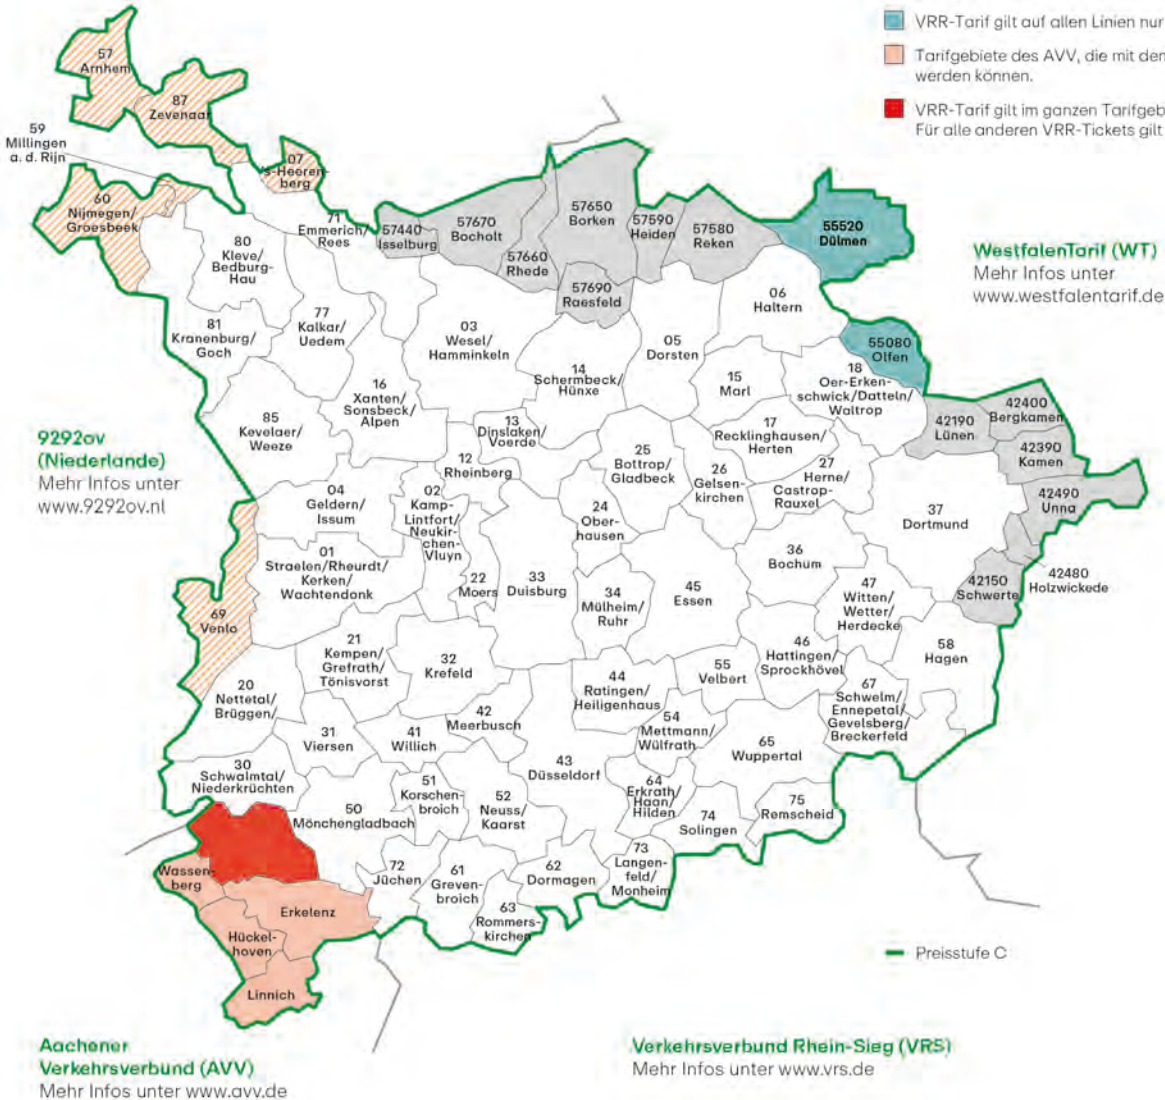 VRR-Tarif gilt auf allen Linien nur
Tarifgebiete des AVV, die mit den
werden können.
VRR-Tarif gilt im ganzen Tarifgeb
Für alle anderen VRR-Tickets gilt
57
Arnhem
87
Zevenaar
59
Millingen
a. d. Rijn
07
's-Heeren-
berg
60
Nijmegen/
Groesbeek
71
Emmerich/
Rees
57440
Isselburg
57670
Bocholt
57660
Rhede
57650
Borken
57590
Heiden
57580
Reken
57690
Raesfeld
55520
Dülmen
WestfalenTarif (WT)
Mehr Infos unter
www.westfalentarif.de
80
Kleve/
Bedburg-
Hau
81
Kranenburg/
Goch
77
Kalkar/
Uedem
03
Wesel/
Hamminkeln
14
Schermbeck/
Hünxe
05
Dorsten
06
Haltern
55080
Olfen
15
Marl
18
Oer-Erken-
schwick/Datteln/
Waltrop
16
Xanten/
Sonsbeck/
Alpen
85
Kevelaer/
Weeze
9292ov
(Niederlande)
Mehr Infos unter
www.9292ov.nl
13
Dinslaken/
Voerde
12
Rheinberg
25
Bottrop/
Gladbeck
17
Recklinghausen/
Herten
26
Gelsen-
kirchen
27
Herne/
Castrop-
Rauxel
42190
Lünen
42400
Bergkamen
42390
Kamen
42490
Unna
42480
Holzwickede
42150
Schwerte
37
Dortmund
04
Geldern/
Issum
02
Kamp-
Lintfort/
Neukir-
chen-
Vluyn
24
Ober-
hausen
01
Straelen/Rheurdt/
Kerken/
Wachtendonk
22
Moers
33
Duisburg
34
Mülheim/
Ruhr
45
Essen
36
Bochum
47
Witten/
Wetter/
Herdecke
69
Venlo
21
Kempen/
Grefrath/
Tönisvorst
32
Krefeld
44
Ratingen/
Heiligenhaus
55
Velbert
46
Hattingen/
Sprockhövel
58
Hagen
67
Schwelm/
Ennepetal/
Gevelsberg/
Breckerfeld
20
Nettetal/
Brüggen/
31
Viersen
41
Willich
42
Meerbusch
54
Mettmann/
Wülfrath
65
Wuppertal
43
Düsseldorf
30
Schwalmtal/
Niederkrüchten
50
Mönchengladbach
51
Korschen-
broich
52
Neuss/
Kaarst
64
Erkrath/
Haan/
Hilden
74
Solingen
75
Remscheid
72
Jüchen
61
Greven-
broich
62
Dormagen
73
Langen-
feld/
Monheim
63
Rommers-
kirchen
Wassen-
berg
Erkelenz
Hückel-
hoven
Linnich
Preisstufe C
Aachener
Verkehrsverbund (AVV)
Mehr Infos unter www.avv.de
Verkehrsverbund Rhein-Sieg (VRS)
Mehr Infos unter www.vrs.de